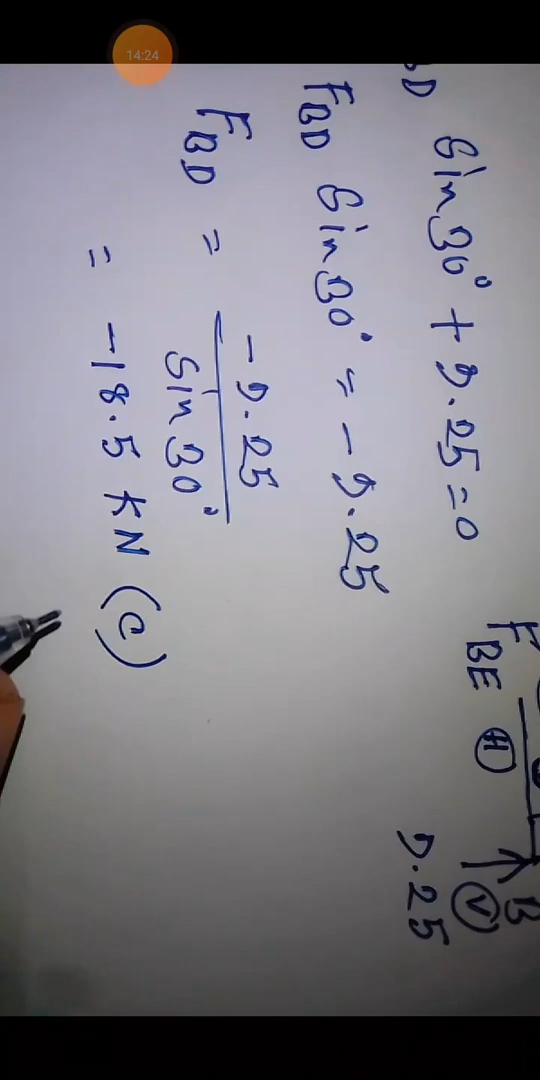 14:24
BD Sin30° + 9.25 = 0
FBD Sin30° = -9.25
FBD = -9.25
Sin30°
= -18.5 KN (C)
FBE
H
B
V
9.25